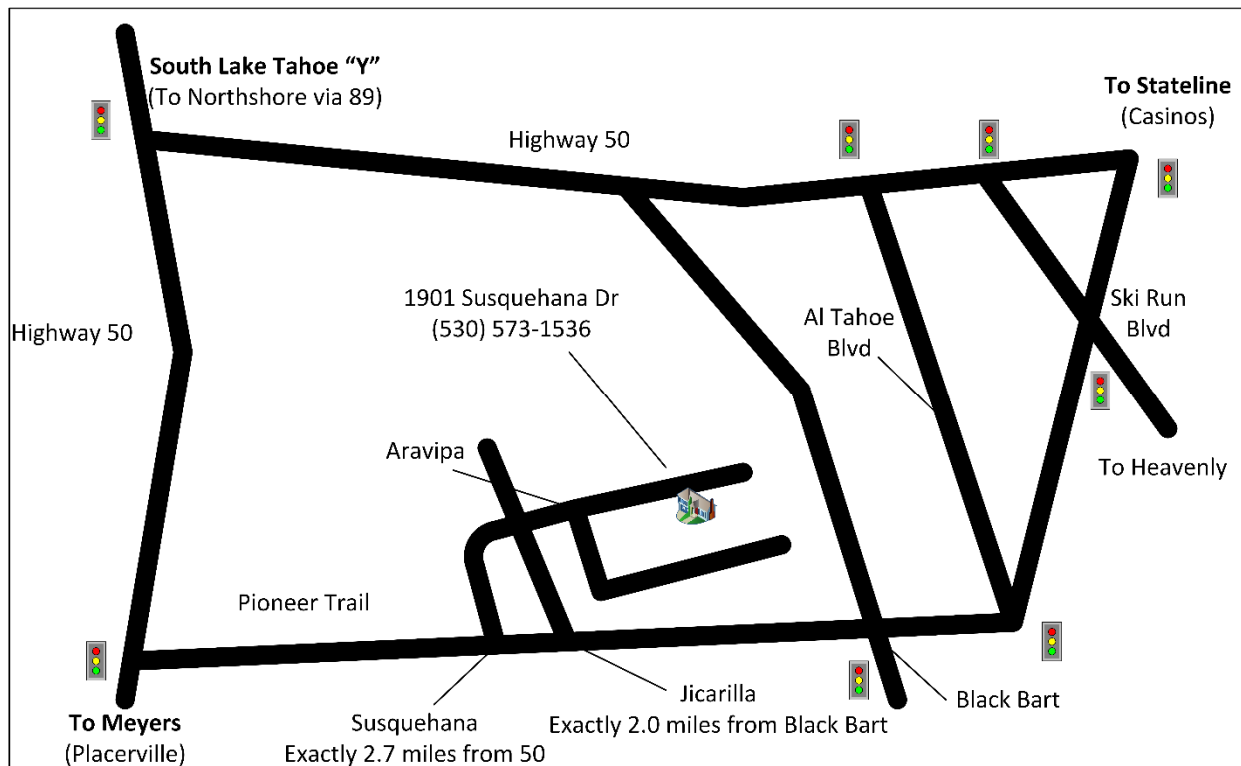 South Lake Tahoe “Y”
(To Northshore via 89)
To Stateline
(Casinos)
Highway 50
1901 Susquehana Dr
(530) 573-1536
Highway 50
Al Tahoe
Blvd
Ski Run
Blvd
Aravipa
To Heavenly
Pioneer Trail
Jicarilla
Exactly 2.0 miles from Black Bart
Black Bart
To Meyers
(Placerville)
Susquehana
Exactly 2.7 miles from 50